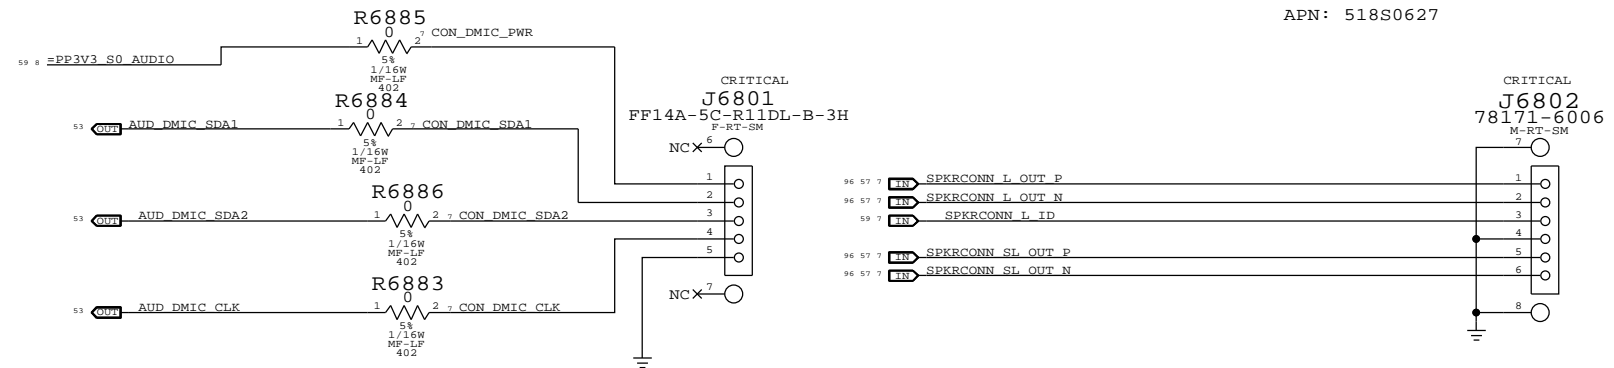 APN: 518S0627
R6885
0
1 2 7 CON_DMIC_PWR
59 8 =PP3V3_S0_AUDIO
5%
1/16W
MF-LF
402
R6884
0
53 OUT AUD_DMIC_SDA1 1 2 7 CON_DMIC_SDA1
5%
1/16W
MF-LF
402
R6886
0
53 OUT AUD_DMIC_SDA2 1 2 7 CON_DMIC_SDA2
5%
1/16W
MF-LF
402
R6883
0
53 OUT AUD_DMIC_CLK 1 2 7 CON_DMIC_CLK
5%
1/16W
MF-LF
402
CRITICAL
J6801
FF14A-5C-R11DL-B-3H
F-RT-SM
NC 6
1
2
3
4
5
NC 7
CRITICAL
J6802
78171-6006
M-RT-SM
7
96 57 7 IN SPKRCONN_L_OUT_P 1
96 57 7 IN SPKRCONN_L_OUT_N 2
59 7 IN SPKRCONN_L_ID 3
4
96 57 7 IN SPKRCONN_SL_OUT_P 5
96 57 7 IN SPKRCONN_SL_OUT_N 6
8